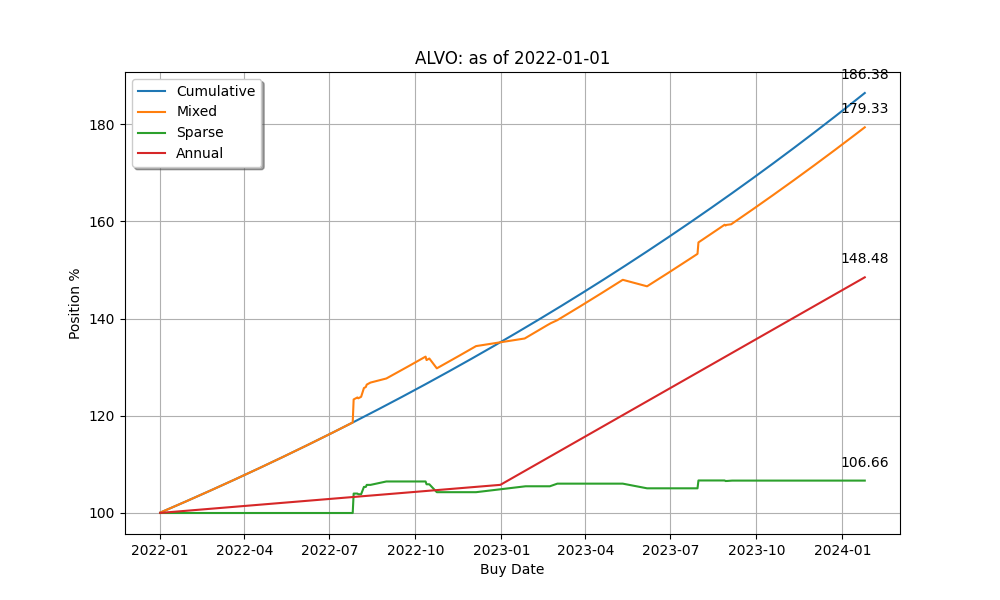 ALVO: as of 2022-01-01
186.38
Cumulative
Mixed
179.33
Sparse
180
Annual
160
148.48
Position %
140
120
106.66
100
2022-01 2022-04 2022-07 2022-10 2023-01 2023-04 2023-07 2023-10 2024-01
Buy Date